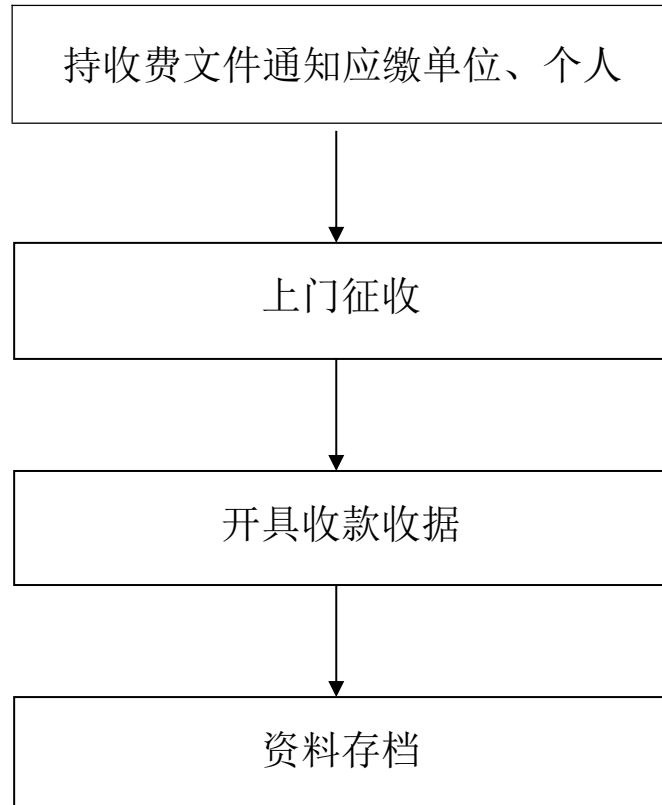 持收费文件通知应缴单位、个人
上门征收
开具收款收据
资料存档